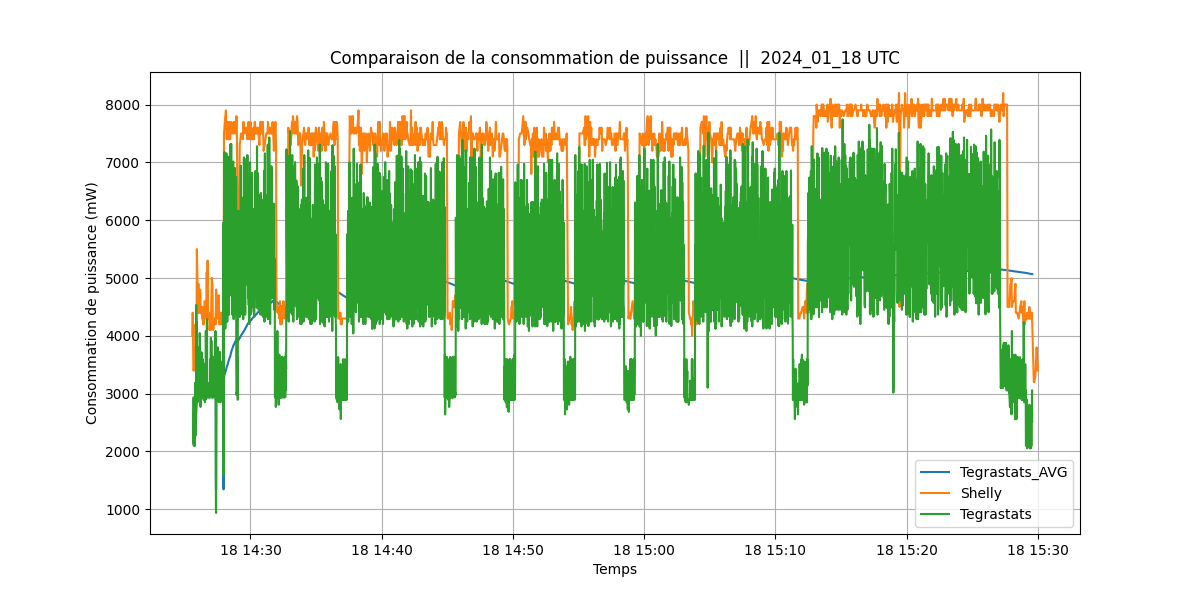 Comparaison de la consommation de puissance || 2024_01_18 UTC
Consommation de puissance (mW)
8000
7000
6000
5000
4000
3000
2000
1000
Tegrastats_AVG
Shelly
Tegrastats
18 14:30 18 14:40 18 14:50 18 15:00 18 15:10 18 15:20 18 15:30
Temps